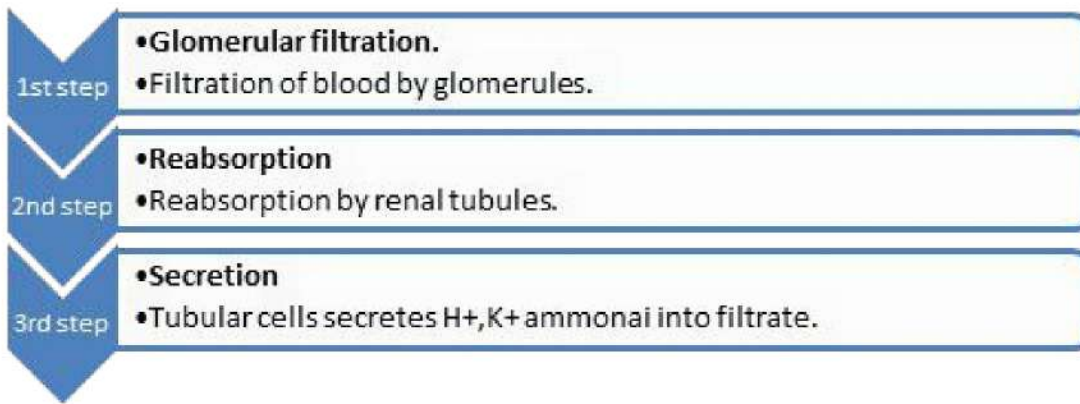 1st step
•Glomerular filtration.
•Filtration of blood by glomerules.
2nd step
•Reabsorption
•Reabsorption by renal tubules.
3rd step
•Secretion
•Tubular cells secretes H+,K+ ammonai into filtrate.